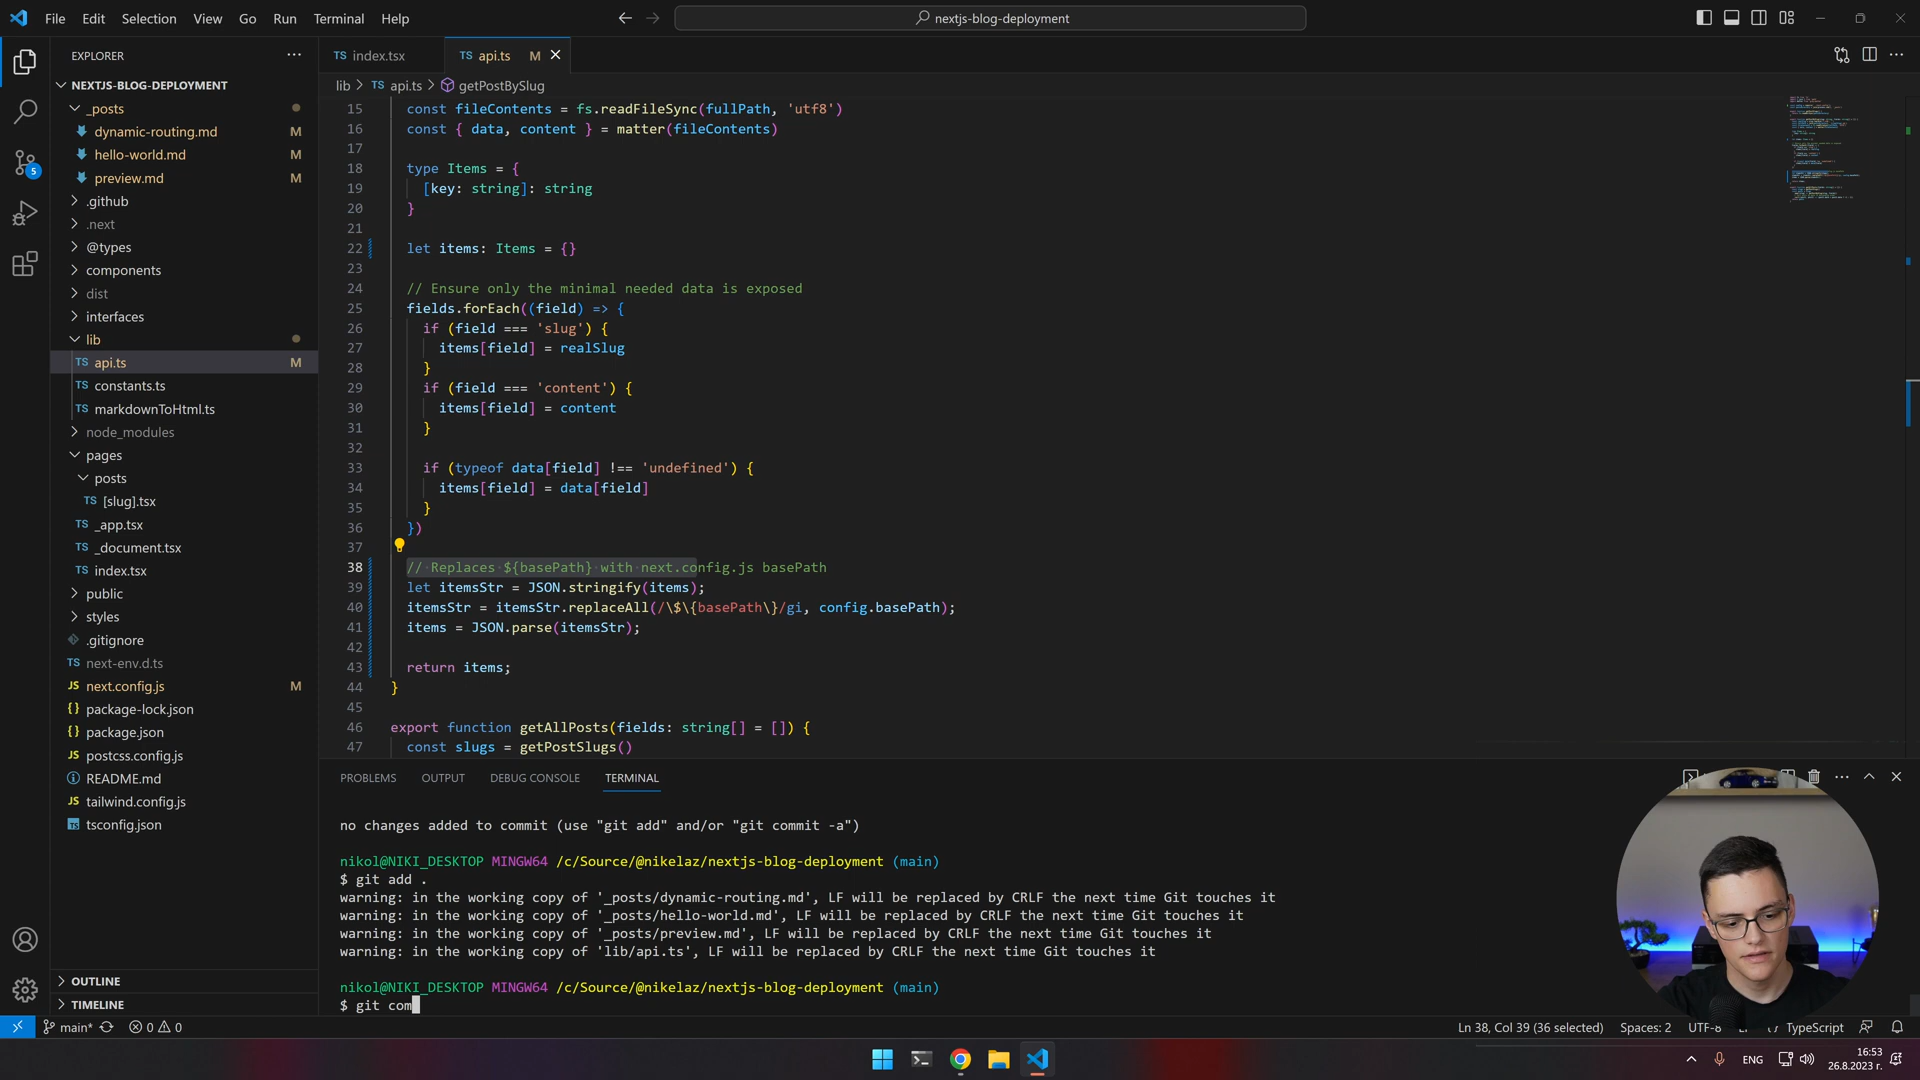 File Edit Selection View Go Run Terminal Help
nextjs-blog-deployment
EXPLORER
NEXTJS-BLOG-DEPLOYMENT
_posts
dynamic-routing.md M
hello-world.md M
preview.md M
5
.github
.next
@types
components
dist
interfaces
lib
TS api.ts M
TS constants.ts
TS markdownToHtml.ts
node_modules
pages
posts
TS [slug].tsx
TS _app.tsx
TS _document.tsx
TS index.tsx
public
styles
.gitignore
TS next-env.d.ts
JS next.config.js M
{} package-lock.json
{} package.json
JS postcss.config.js
README.md
JS tailwind.config.js
TS tsconfig.json
OUTLINE
TIMELINE
TS index.tsx
TS api.ts M
lib > TS api.ts > getPostBySlug
15 const fileContents = fs.readFileSync(fullPath, 'utf8')
16 const { data, content } = matter(fileContents)
17
18 type Items = {
19 [key: string]: string
20 }
21
22 let items: Items = {}
23
24 // Ensure only the minimal needed data is exposed
25 fields.forEach((field) => {
26 if (field === 'slug') {
27 items[field] = realSlug
28 }
29 if (field === 'content') {
30 items[field] = content
31 }
32
33 if (typeof data[field] !== 'undefined') {
34 items[field] = data[field]
35 }
36 })
37
38 // Replaces ${basePath} with next.config.js basePath
39 let itemsStr = JSON.stringify(items);
40 itemsStr = itemsStr.replaceAll(/\$\{basePath\}/gi, config.basePath);
41 items = JSON.parse(itemsStr);
42
43 return items;
44 }
45
46 export function getAllPosts(fields: string[] = []) {
47 const slugs = getPostSlugs()
PROBLEMS OUTPUT DEBUG CONSOLE TERMINAL
no changes added to commit (use "git add" and/or "git commit -a")
nikol@NIKI_DESKTOP MINGW64 /c/Source/@nikelaz/nextjs-blog-deployment (main)
$ git add .
warning: in the working copy of '_posts/dynamic-routing.md', LF will be replaced by CRLF the next time Git touches it
warning: in the working copy of '_posts/hello-world.md', LF will be replaced by CRLF the next time Git touches it
warning: in the working copy of '_posts/preview.md', LF will be replaced by CRLF the next time Git touches it
warning: in the working copy of 'lib/api.ts', LF will be replaced by CRLF the next time Git touches it
nikol@NIKI_DESKTOP MINGW64 /c/Source/@nikelaz/nextjs-blog-deployment (main)
$ git com
main* 0 0
Ln 38, Col 39 (36 selected) Spaces: 2 UTF-8 TypeScript
ENG
16:53
26.8.2023 г.